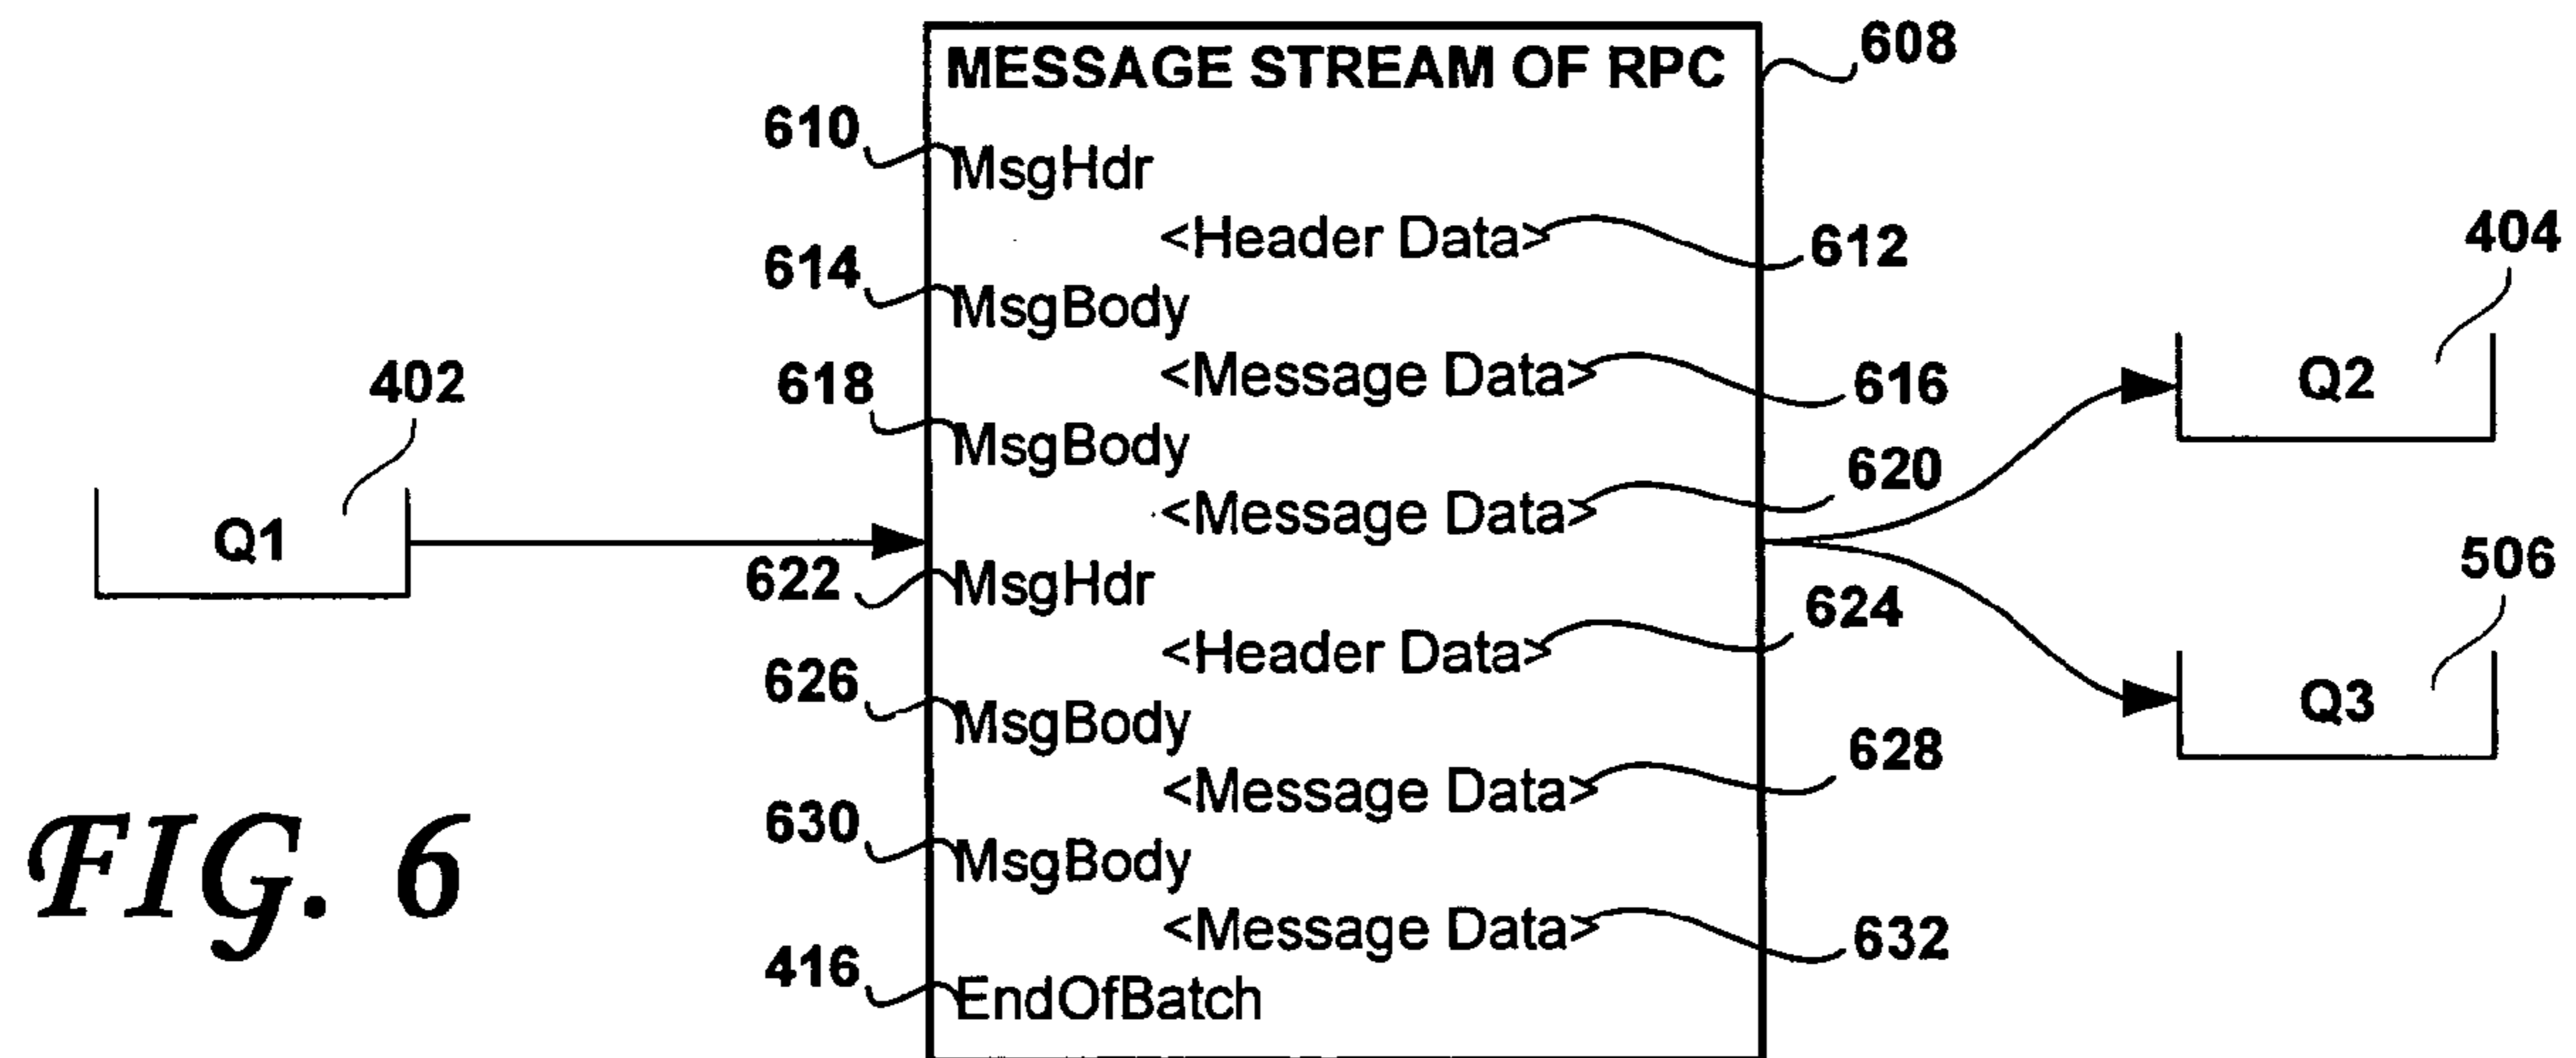 MESSAGE STREAM OF RPC
608
610
MsgHdr
<Header Data>
612
614
MsgBody
<Message Data>
616
618
MsgBody
<Message Data>
620
622
MsgHdr
<Header Data>
624
626
MsgBody
<Message Data>
628
630
MsgBody
<Message Data>
632
416
EndOfBatch
402
Q1
404
Q2
506
Q3
FIG. 6